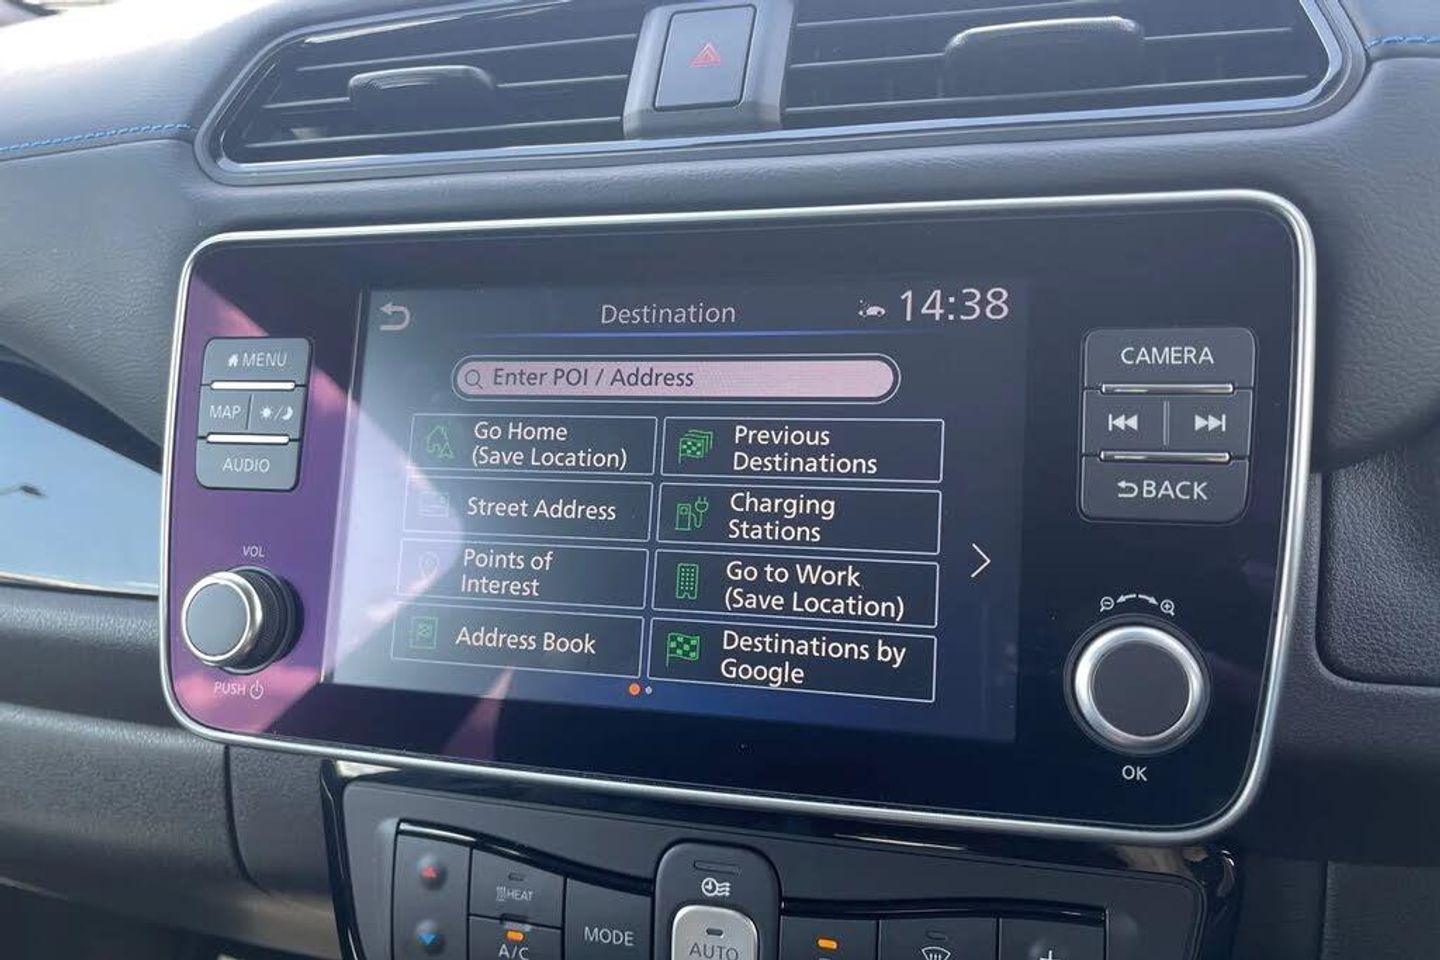 Destination
14:38
Enter POI / Address
Go Home
(Save Location)
Previous
Destinations
Street Address
Charging
Stations
Points of
Interest
Go to Work
(Save Location)
Address Book
Destinations by
Google
MENU
MAP
AUDIO
VOL
PUSH
CAMERA
BACK
OK
HEAT
A/C
MODE
AUTO